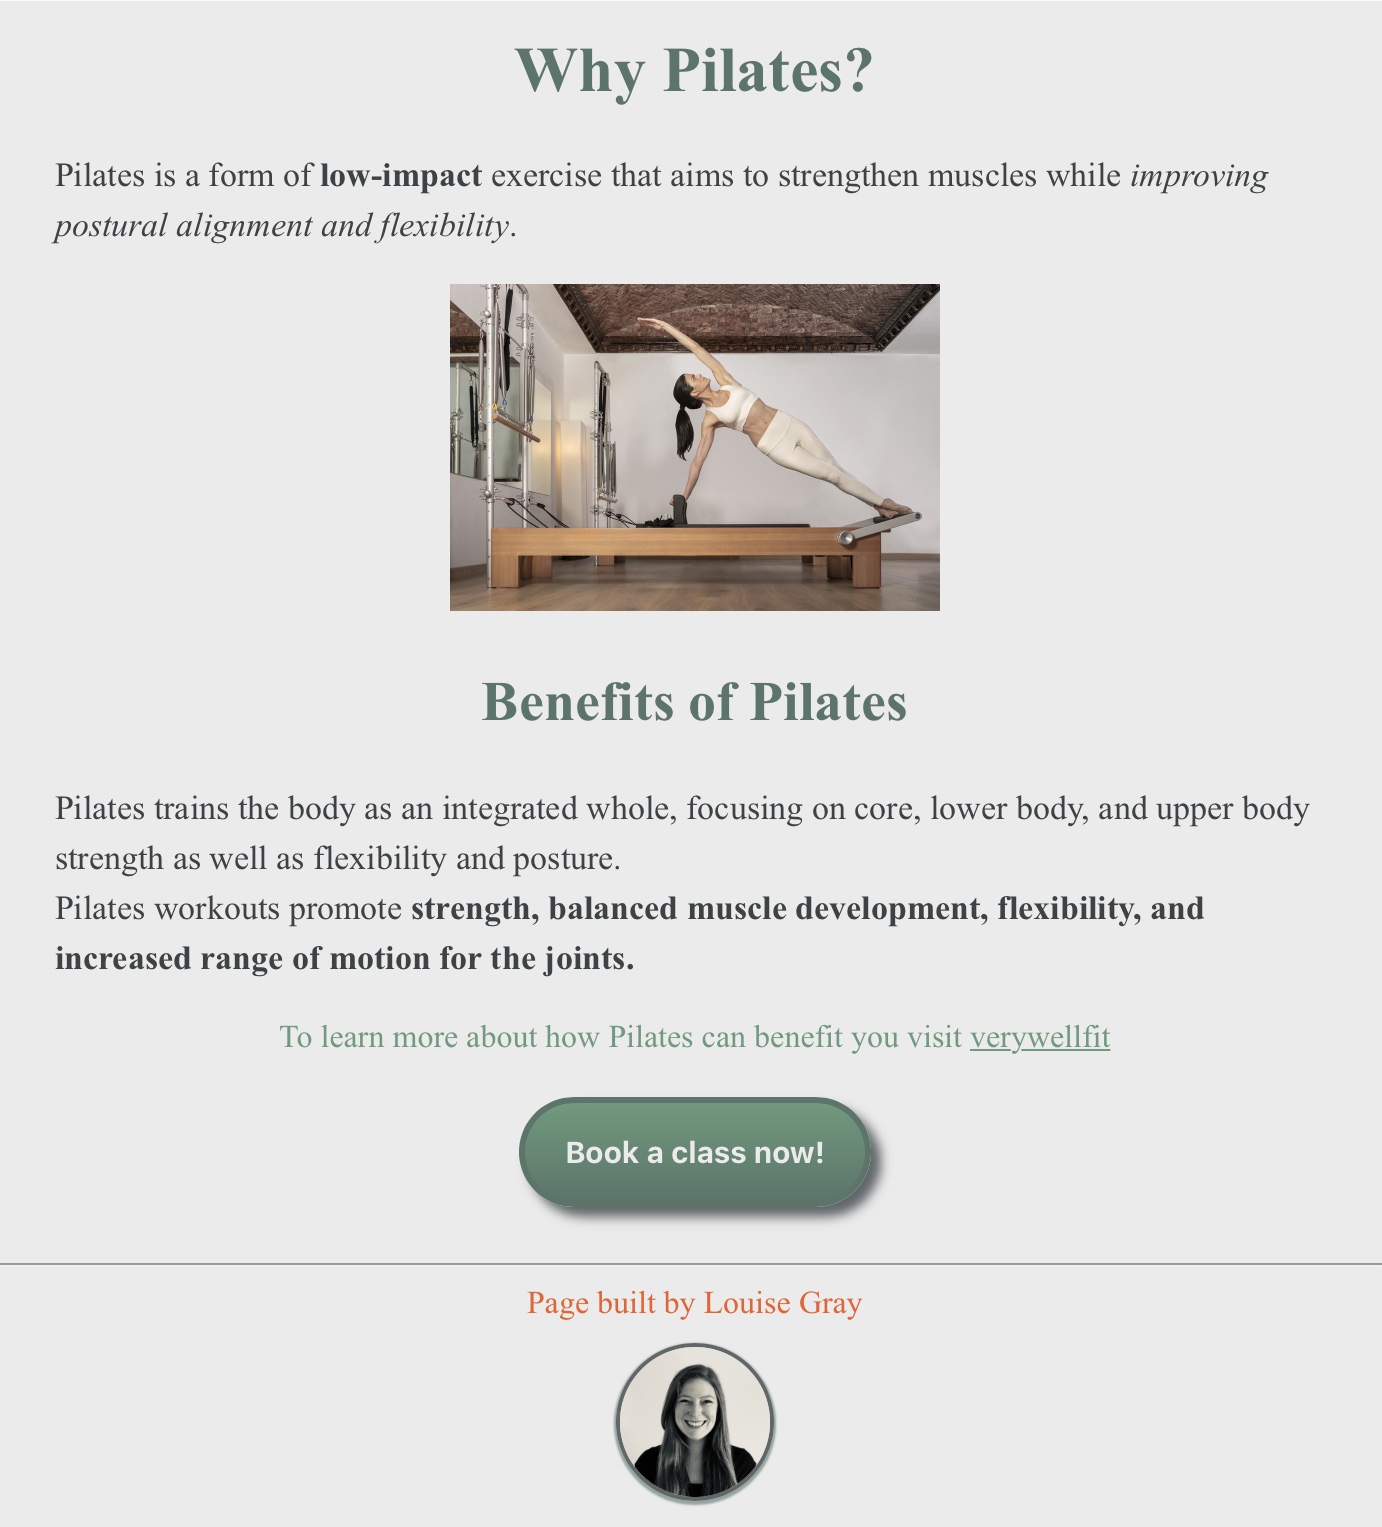 Why Pilates?
Pilates is a form of low-impact exercise that aims to strengthen muscles while improving
postural alignment and flexibility.
Benefits of Pilates
Pilates trains the body as an integrated whole, focusing on core, lower body, and upper body
strength as well as flexibility and posture.
Pilates workouts promote strength, balanced muscle development, flexibility, and
increased range of motion for the joints.
To learn more about how Pilates can benefit you visit verywellfit
Book a class now!
Page built by Louise Gray